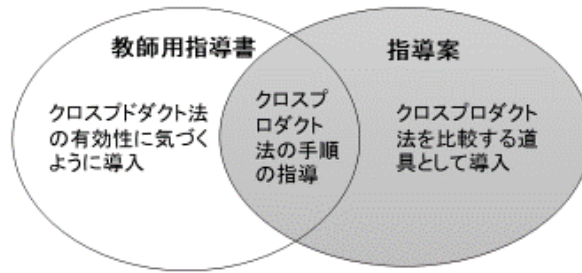 教師用指導書
指導案
クロスプドダクト法
の有効性に気づく
ように導入
クロスプ
ロダクト
法の手順
の指導
クロスプロダクト
法を比較する道
具として導入